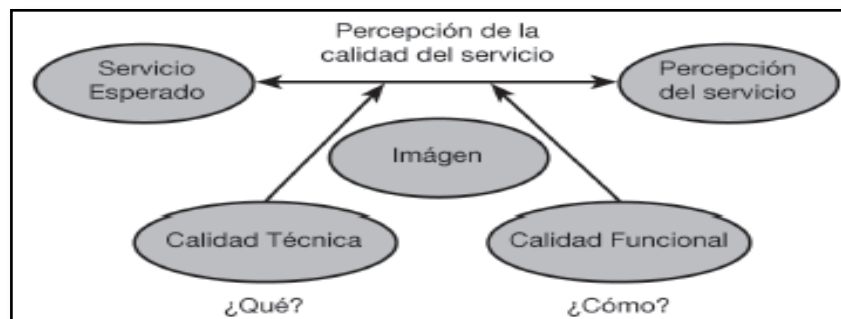 Percepción de la
calidad del servicio
Servicio
Esperado
Percepción
del servicio
Imágen
Calidad Técnica
Calidad Funcional
¿Qué?
¿Cómo?